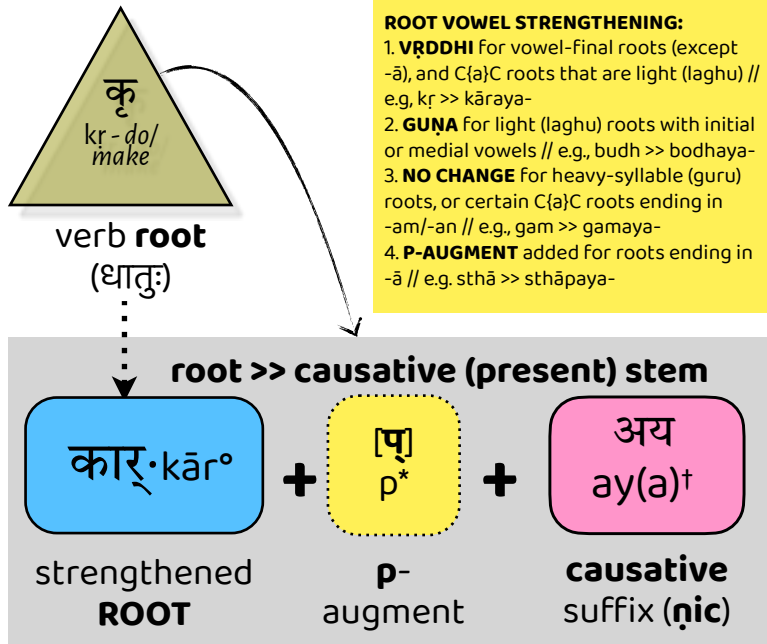 कृ
kṛ - do/
make
verb root
(धातुः)
ROOT VOWEL STRENGTHENING:
1. VṚDDHI for vowel-final roots (except
-ā), and C{a}C roots that are light (laghu) //
e.g, kṛ >> kāraya-
2. GUṆA for light (laghu) roots with initial
or medial vowels // e.g., budh >> bodhaya-
3. NO CHANGE for heavy-syllable (guru)
roots, or certain C{a}C roots ending in
-am/-an // e.g., gam >> gamaya-
4. P-AUGMENT added for roots ending in
-ā // e.g. sthā >> sthāpaya-
root >> causative (present) stem
कार्·kār°
+
[प्]
p*
+
अय
ay(a)†
strengthened
ROOT
p-
augment
causative
suffix (ṇic)